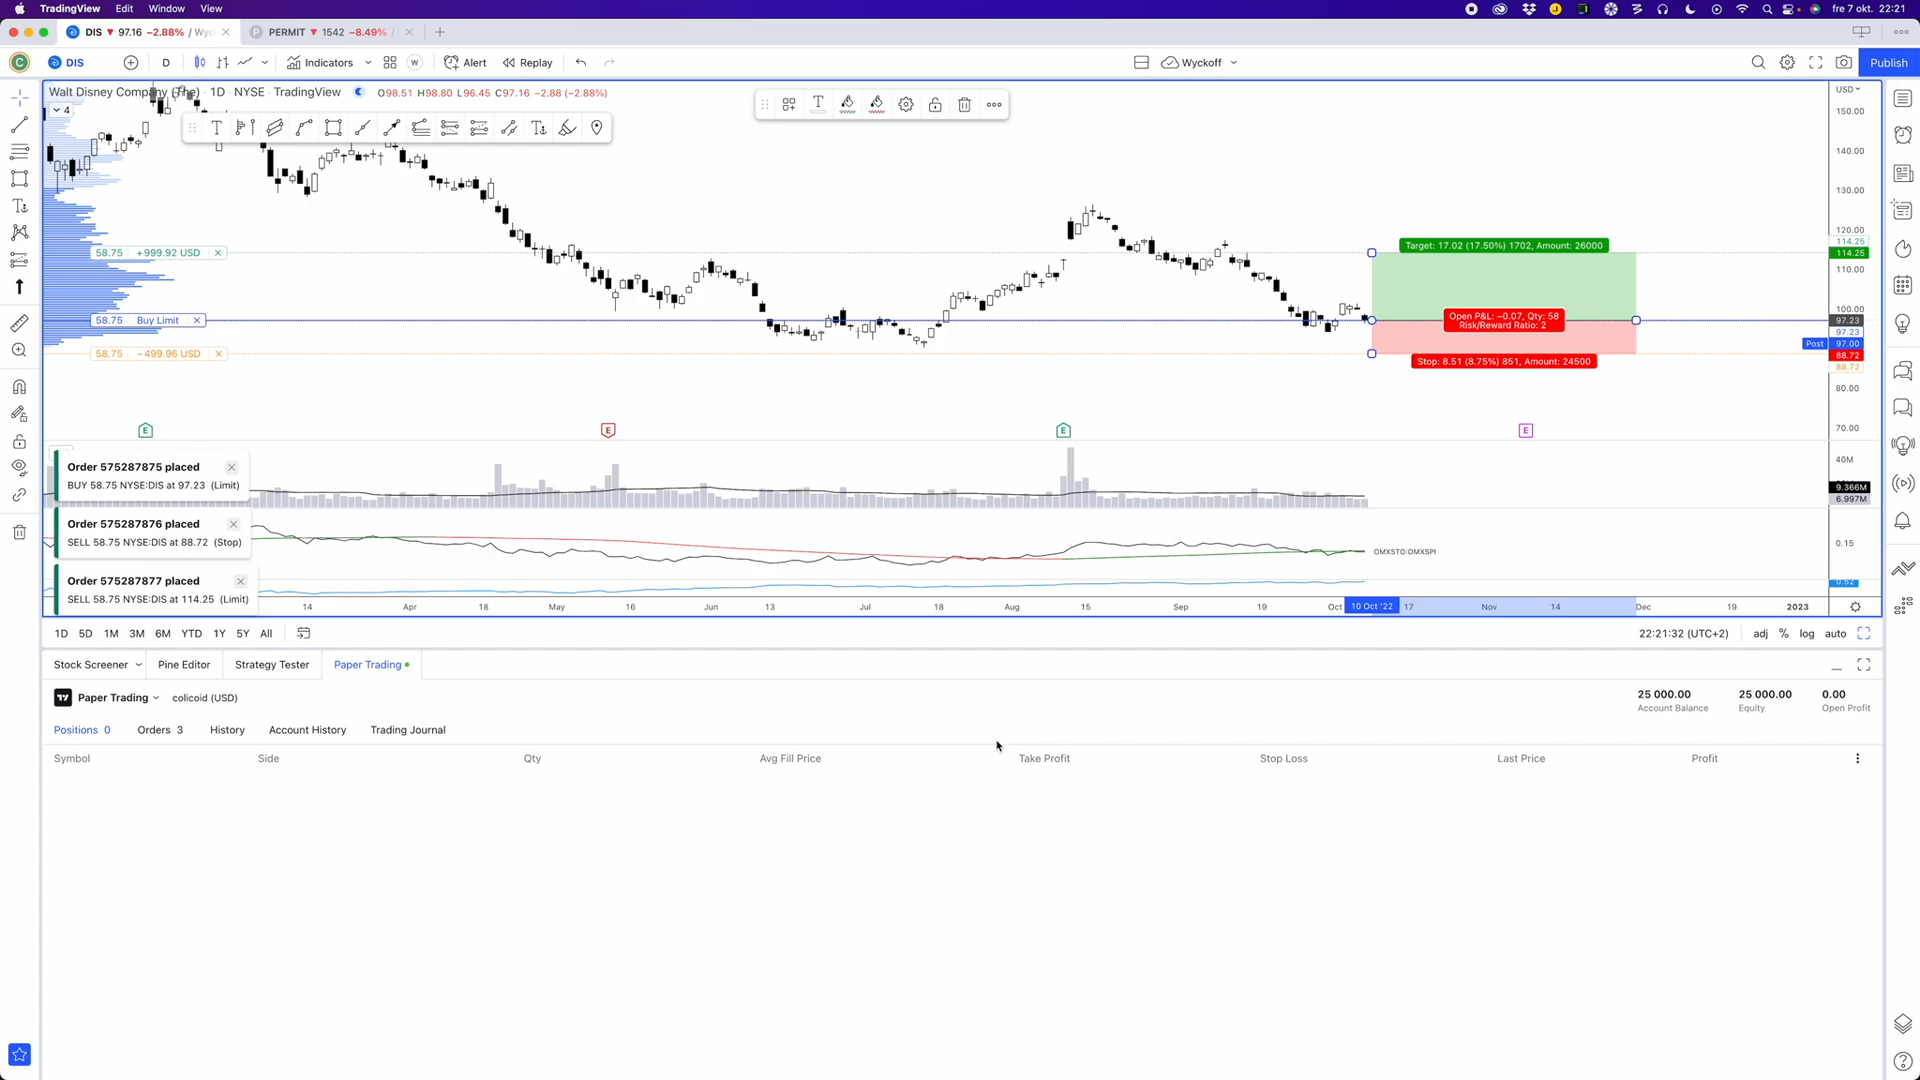 TradingView Edit Window View fre 7 okt. 22:21
DIS ▼ 97.16 −2.88% / Wyc
PERMIT ▼ 1542 −8.49% /
DIS D Indicators W Alert Replay Wyckoff Publish
Walt Disney Company (The) · 1D · NYSE · TradingView O98.51 H98.80 L96.45 C97.16 −2.88 (−2.88%)
USD
4
150.00
140.00
130.00
120.00
114.25
114.25
110.00
100.00
97.23
97.23
Post 97.00
88.72
88.72
80.00
70.00
58.75 +999.92 USD
58.75 Buy Limit
58.75 −499.96 USD
Target: 17.02 (17.50%) 1702, Amount: 26000
Open P&L: −0.07, Qty: 58
Risk/Reward Ratio: 2
Stop: 8.51 (8.75%) 851, Amount: 24500
E E E E
40M
9.366M
6.997M
Order 575287875 placed
BUY 58.75 NYSE:DIS at 97.23 (Limit)
Order 575287876 placed
SELL 58.75 NYSE:DIS at 88.72 (Stop)
Order 575287877 placed
SELL 58.75 NYSE:DIS at 114.25 (Limit)
OMXSTO:OMXSPI
0.15
0.52
14 Apr 18 May 16 Jun 13 Jul 18 Aug 15 Sep 19 Oct 10 Oct '22 17 Nov 14 Dec 19 2023
1D 5D 1M 3M 6M YTD 1Y 5Y All
22:21:32 (UTC+2) adj % log auto
Stock Screener Pine Editor Strategy Tester Paper Trading
Paper Trading colicoid (USD)
25 000.00 25 000.00 0.00
Account Balance Equity Open Profit
Positions 0 Orders 3 History Account History Trading Journal
Symbol Side Qty Avg Fill Price Take Profit Stop Loss Last Price Profit